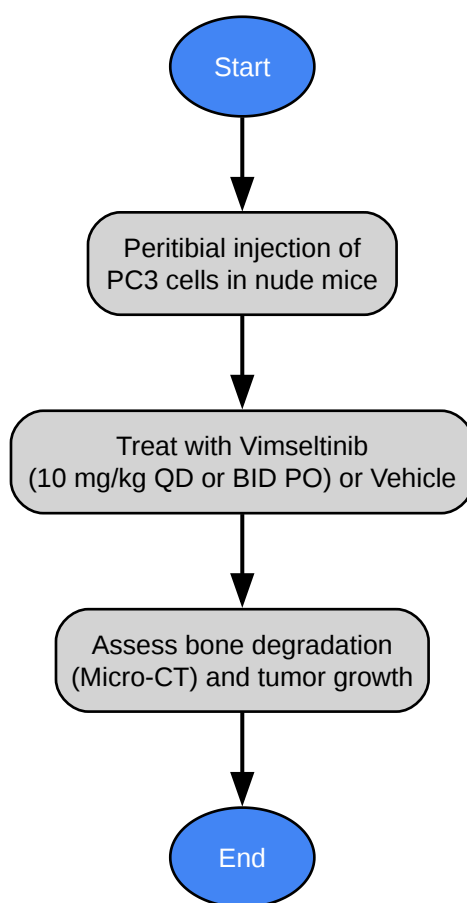 Start
Peritibial injection of
PC3 cells in nude mice
Treat with Vimseltinib
(10 mg/kg QD or BID PO) or Vehicle
Assess bone degradation
(Micro-CT) and tumor growth
End